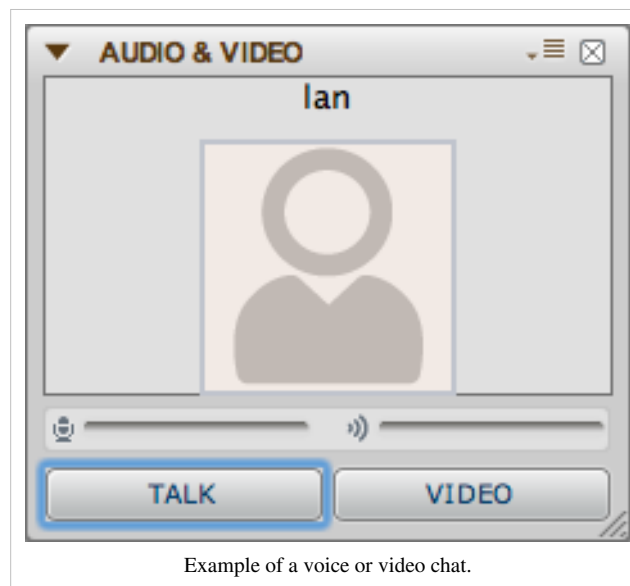 AUDIO & VIDEO
Ian
TALK
VIDEO
Example of a voice or video chat.